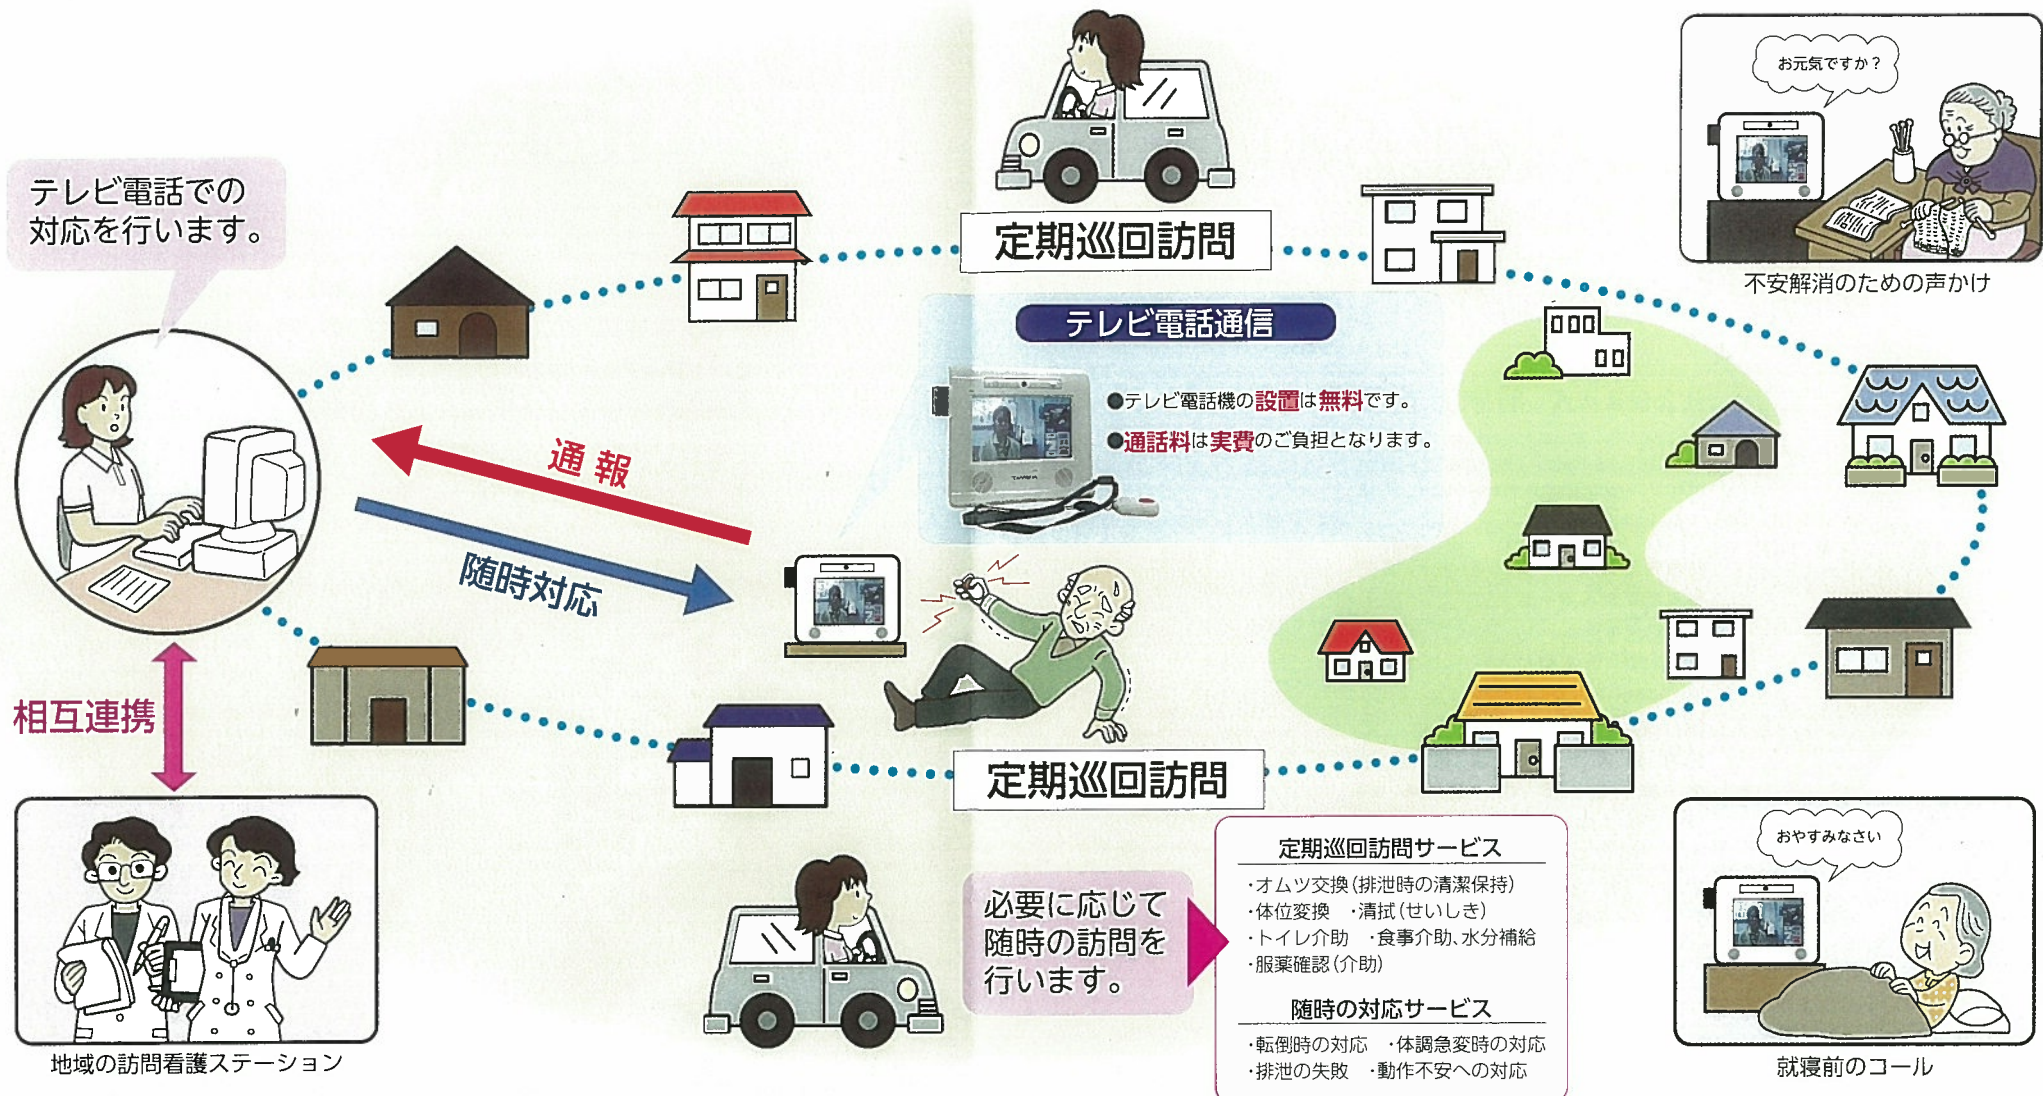 お元気ですか？
テレビ電話での
対応を行います。
定期巡回訪問
不安解消のための声かけ
テレビ電話通信
●テレビ電話機の設置は無料です。
●通話料は実費のご負担となります。
通報
随時対応
相互連携
定期巡回訪問
必要に応じて
随時の訪問を
行います。
定期巡回訪問サービス
・オムツ交換（排泄時の清潔保持）
・体位変換　・清拭（せいしき）
・トイレ介助　・食事介助、水分補給
・服薬確認（介助）
随時の対応サービス
・転倒時の対応　・体調急変時の対応
・排泄の失敗　・動作不安への対応
おやすみなさい
地域の訪問看護ステーション
就寝前のコール